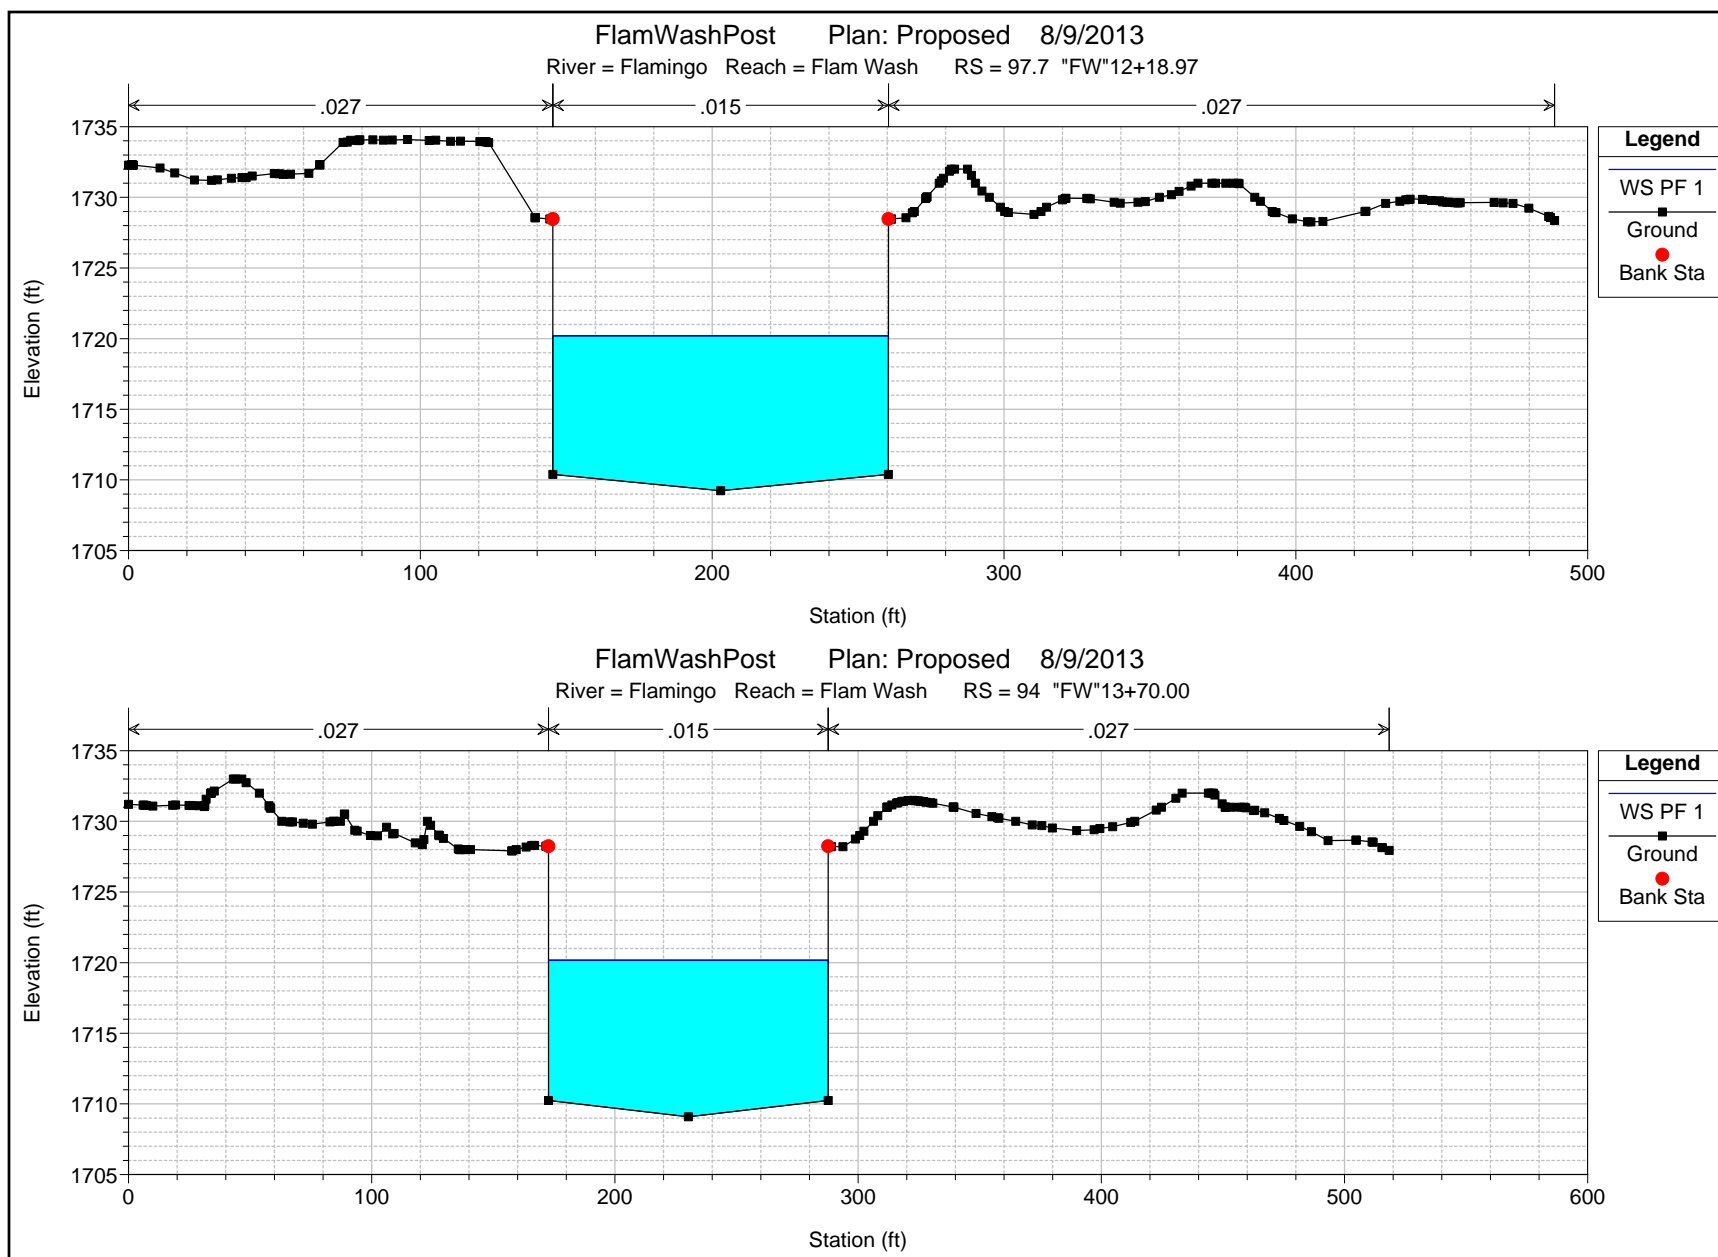 FlamWashPost Plan: Proposed 8/9/2013
River = Flamingo Reach = Flam Wash RS = 97.7 "FW"12+18.97
.027 .015 .027
1735
1730
1725
1720
1715
1710
1705
Elevation (ft)
0 100 200 300 400 500
Station (ft)
Legend
WS PF 1
Ground
Bank Sta
FlamWashPost Plan: Proposed 8/9/2013
River = Flamingo Reach = Flam Wash RS = 94 "FW"13+70.00
.027 .015 .027
1735
1730
1725
1720
1715
1710
1705
Elevation (ft)
0 100 200 300 400 500 600
Station (ft)
Legend
WS PF 1
Ground
Bank Sta